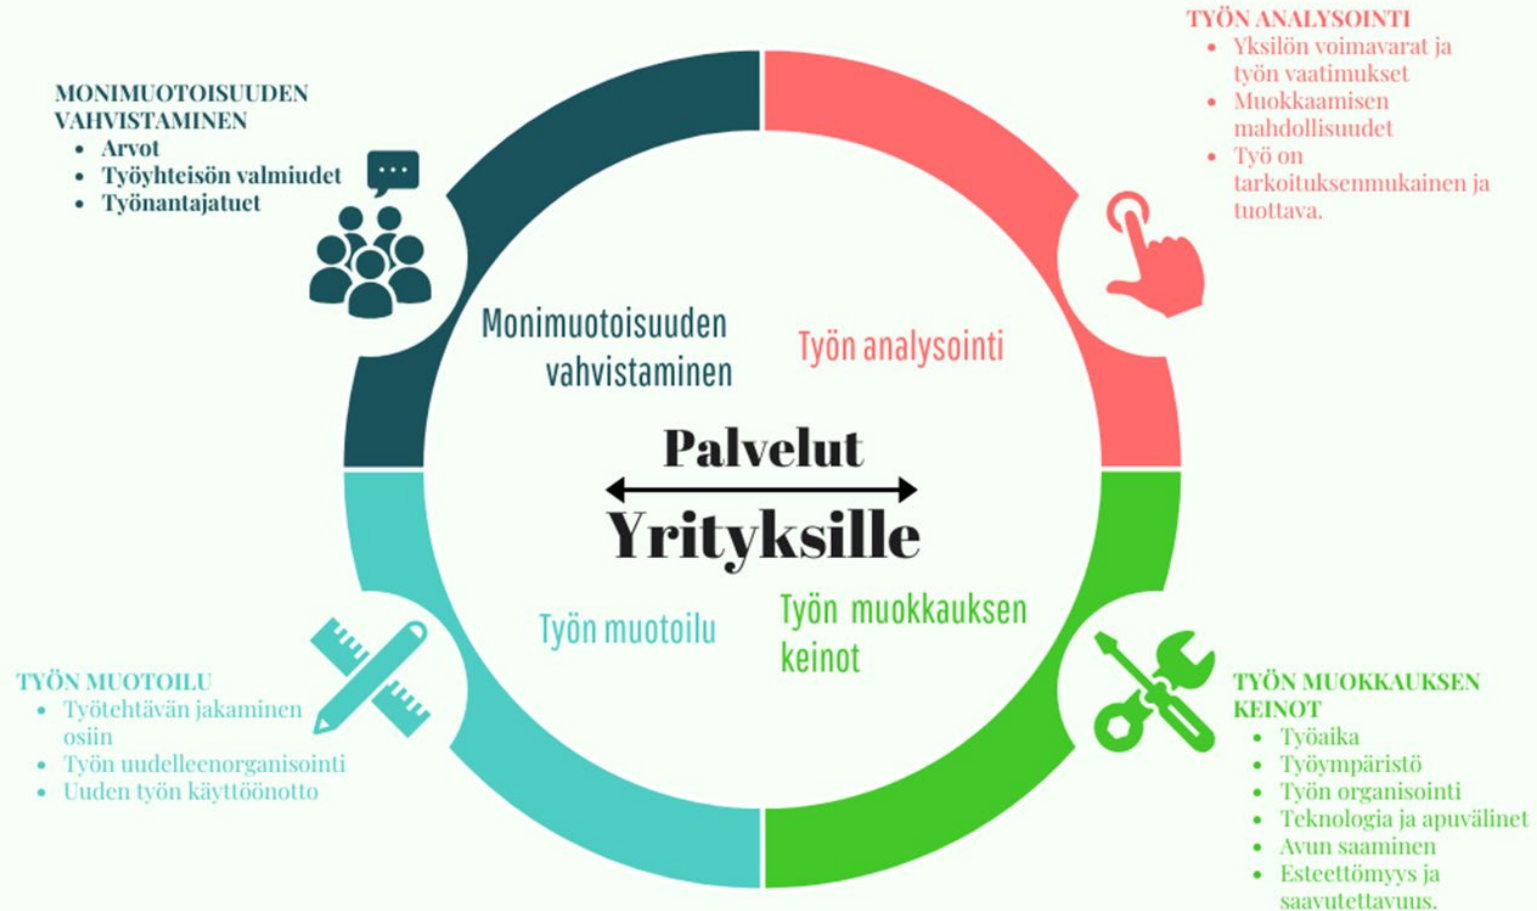 MONIMUOTOISUUDEN
VAHVISTAMINEN
• Arvot
• Työyhteisön valmiudet
• Työnantajatuet
TYÖN ANALYSOINTI
• Yksilön voimavarat ja
työn vaatimukset
• Muokkaamisen
mahdollisuudet
• Työ on
tarkoituksenmukainen ja
tuottava.
Monimuotoisuuden
vahvistaminen
Työn analysointi
Palvelut
Yrityksille
Työn muotoilu
Työn muokkauksen
keinot
TYÖN MUOTOILU
• Työtehtävän jakaminen
osiin
• Työn uudelleenorganisointi
• Uuden työn käyttöönotto
TYÖN MUOKKAUKSEN
KEINOT
• Työaika
• Työympäristö
• Työn organisointi
• Teknologia ja apuvälinet
• Avun saaminen
• Esteettömyys ja
saavutettavuus.